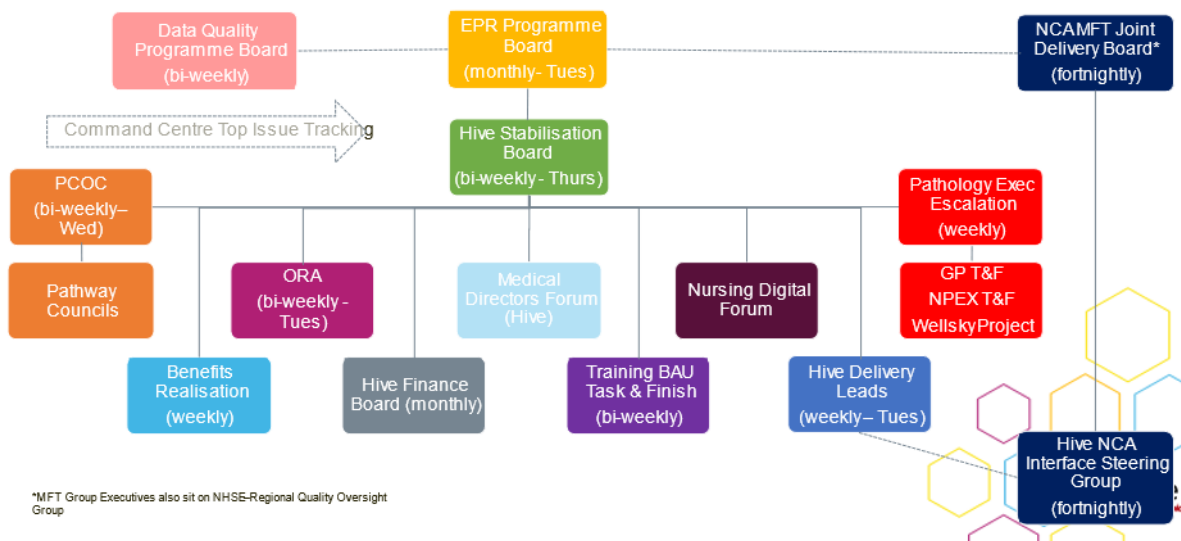 Data Quality
Programme Board
(bi-weekly)
EPR Programme
Board
(monthly- Tues)
NCAMFT Joint
Delivery Board*
(fortnightly)
Command Centre Top Issue Tracking
Hive Stabilisation
Board
(bi-weekly - Thurs)
PCOC
(bi-weekly–
Wed)
Pathology Exec
Escalation
(weekly)
Pathway
Councils
ORA
(bi-weekly -
Tues)
Medical
Directors Forum
(Hive)
Nursing Digital
Forum
GP T&F
NPEX T&F
WellskyProject
Benefits
Realisation
(weekly)
Hive Finance
Board (monthly)
Training BAU
Task & Finish
(bi-weekly)
Hive Delivery
Leads
(weekly– Tues)
Hive NCA
Interface Steering
Group
(fortnightly)
*MFT Group Executives also sit on NHSE–Regional Quality Oversight
Group